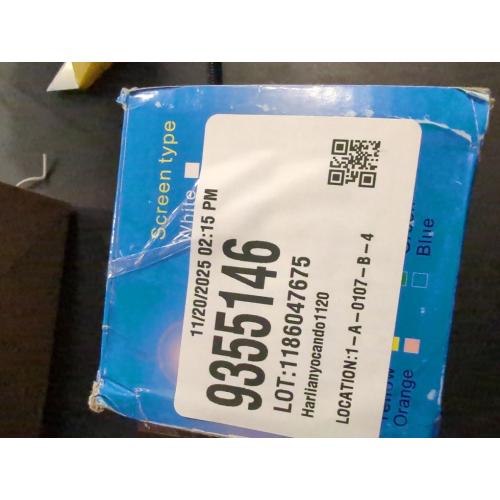 Screen type
White
11/20/2025 02:15 PM
9355146
LOT:1186047675
Harlianyocando1120
LOCATION:1-A-0107-B-4
Blue
Yellow
Orange